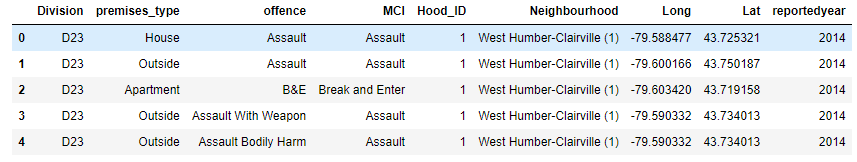 Division premises_type offence MCI Hood_ID Neighbourhood Long Lat reportedyear
0 D23 House Assault Assault 1 West Humber-Clairville (1) -79.588477 43.725321 2014
1 D23 Outside Assault Assault 1 West Humber-Clairville (1) -79.600166 43.750187 2014
2 D23 Apartment B&E Break and Enter 1 West Humber-Clairville (1) -79.603420 43.719158 2014
3 D23 Outside Assault With Weapon Assault 1 West Humber-Clairville (1) -79.590332 43.734013 2014
4 D23 Outside Assault Bodily Harm Assault 1 West Humber-Clairville (1) -79.590332 43.734013 2014